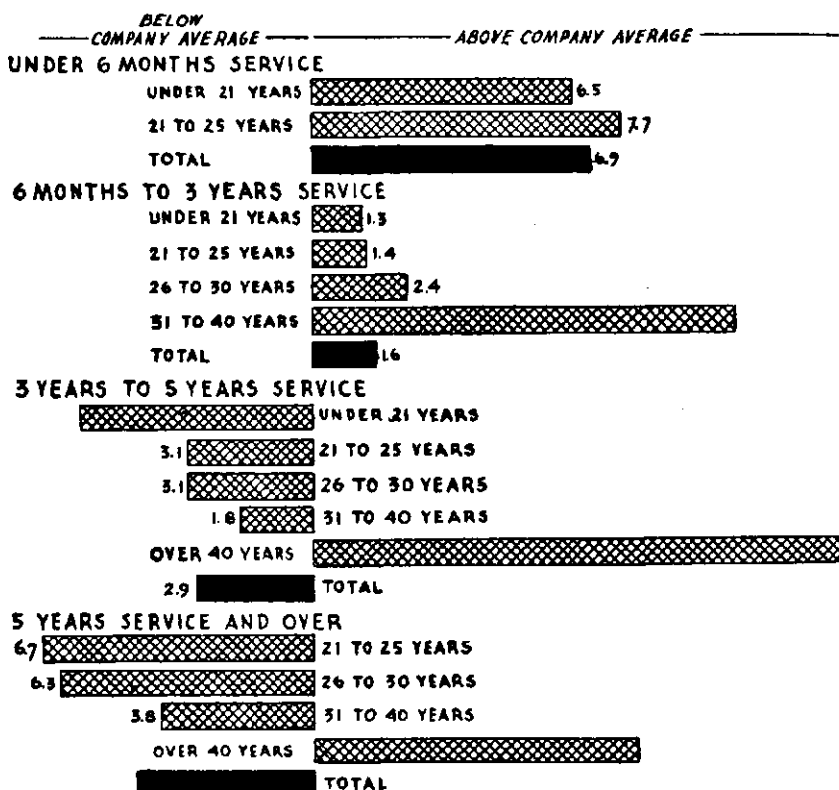 BELOW
COMPANY AVERAGE ABOVE COMPANY AVERAGE
UNDER 6 MONTHS SERVICE
UNDER 21 YEARS 6.5
21 TO 25 YEARS 7.7
TOTAL 6.9
6 MONTHS TO 3 YEARS SERVICE
UNDER 21 YEARS 1.3
21 TO 25 YEARS 1.4
26 TO 30 YEARS 2.4
31 TO 40 YEARS
TOTAL 1.6
3 YEARS TO 5 YEARS SERVICE
UNDER 21 YEARS
3.1 21 TO 25 YEARS
3.1 26 TO 30 YEARS
1.8 31 TO 40 YEARS
OVER 40 YEARS
2.9 TOTAL
5 YEARS SERVICE AND OVER
6.7 21 TO 25 YEARS
6.3 26 TO 30 YEARS
3.8 31 TO 40 YEARS
OVER 40 YEARS
TOTAL